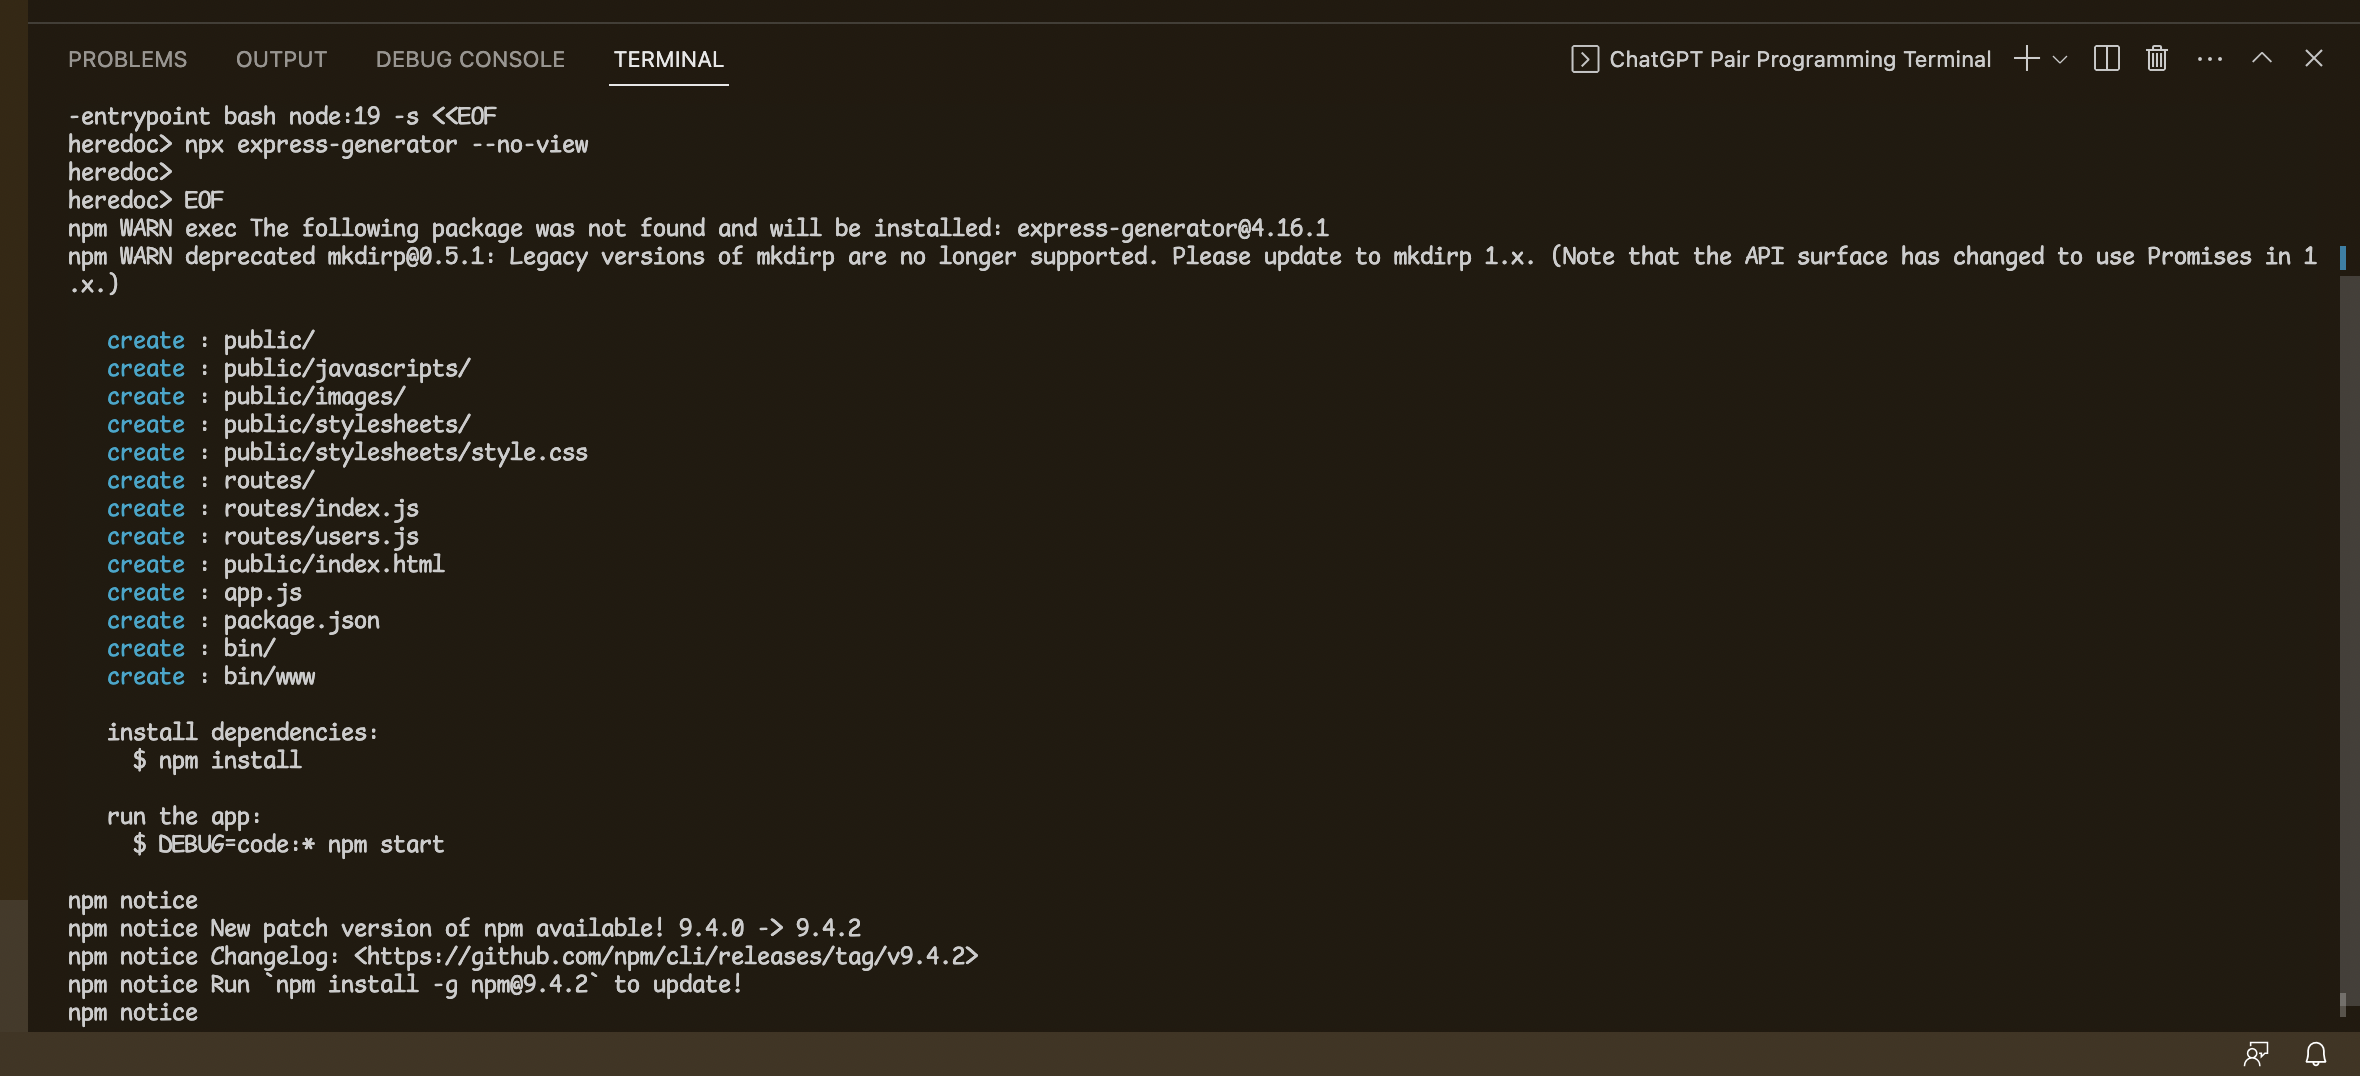 PROBLEMS OUTPUT DEBUG CONSOLE TERMINAL ChatGPT Pair Programming Terminal
-entrypoint bash node:19 -s <<EOF
heredoc> npx express-generator --no-view
heredoc>
heredoc> EOF
npm WARN exec The following package was not found and will be installed: express-generator@4.16.1
npm WARN deprecated mkdirp@0.5.1: Legacy versions of mkdirp are no longer supported. Please update to mkdirp 1.x. (Note that the API surface has changed to use Promises in 1
.x.)
create : public/
create : public/javascripts/
create : public/images/
create : public/stylesheets/
create : public/stylesheets/style.css
create : routes/
create : routes/index.js
create : routes/users.js
create : public/index.html
create : app.js
create : package.json
create : bin/
create : bin/www
install dependencies:
$ npm install
run the app:
$ DEBUG=code:* npm start
npm notice
npm notice New patch version of npm available! 9.4.0 -> 9.4.2
npm notice Changelog: <https://github.com/npm/cli/releases/tag/v9.4.2>
npm notice Run `npm install -g npm@9.4.2` to update!
npm notice